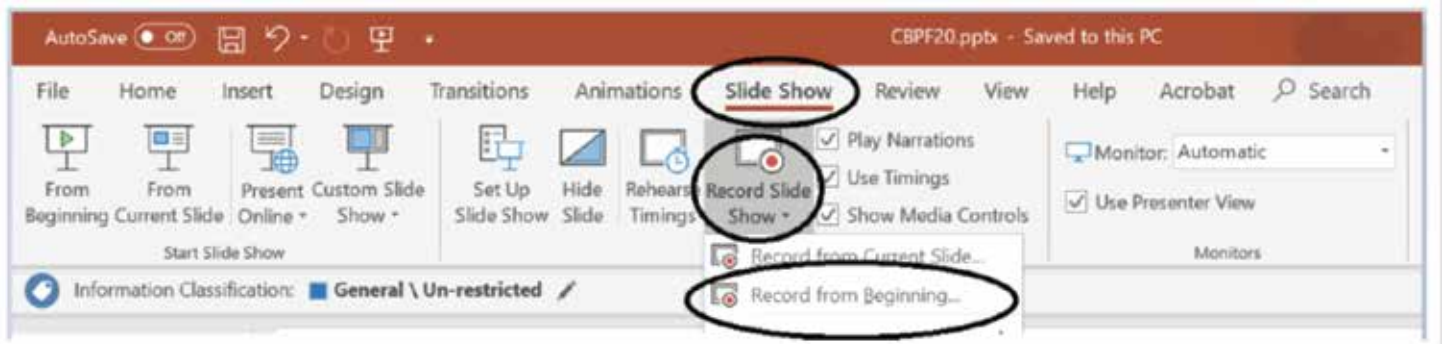 AutoSave Off CBPF20.pptx - Saved to this PC
File Home Insert Design Transitions Animations Slide Show Review View Help Acrobat Search
From Beginning
From Current Slide
Present Online
Custom Slide Show
Start Slide Show
Set Up Slide Show
Hide Slide
Rehearse Timings
Record Slide Show
Play Narrations
Use Timings
Show Media Controls
Monitor: Automatic
Use Presenter View
Monitors
Record from Current Slide...
Record from Beginning...
Information Classification: General \ Un-restricted